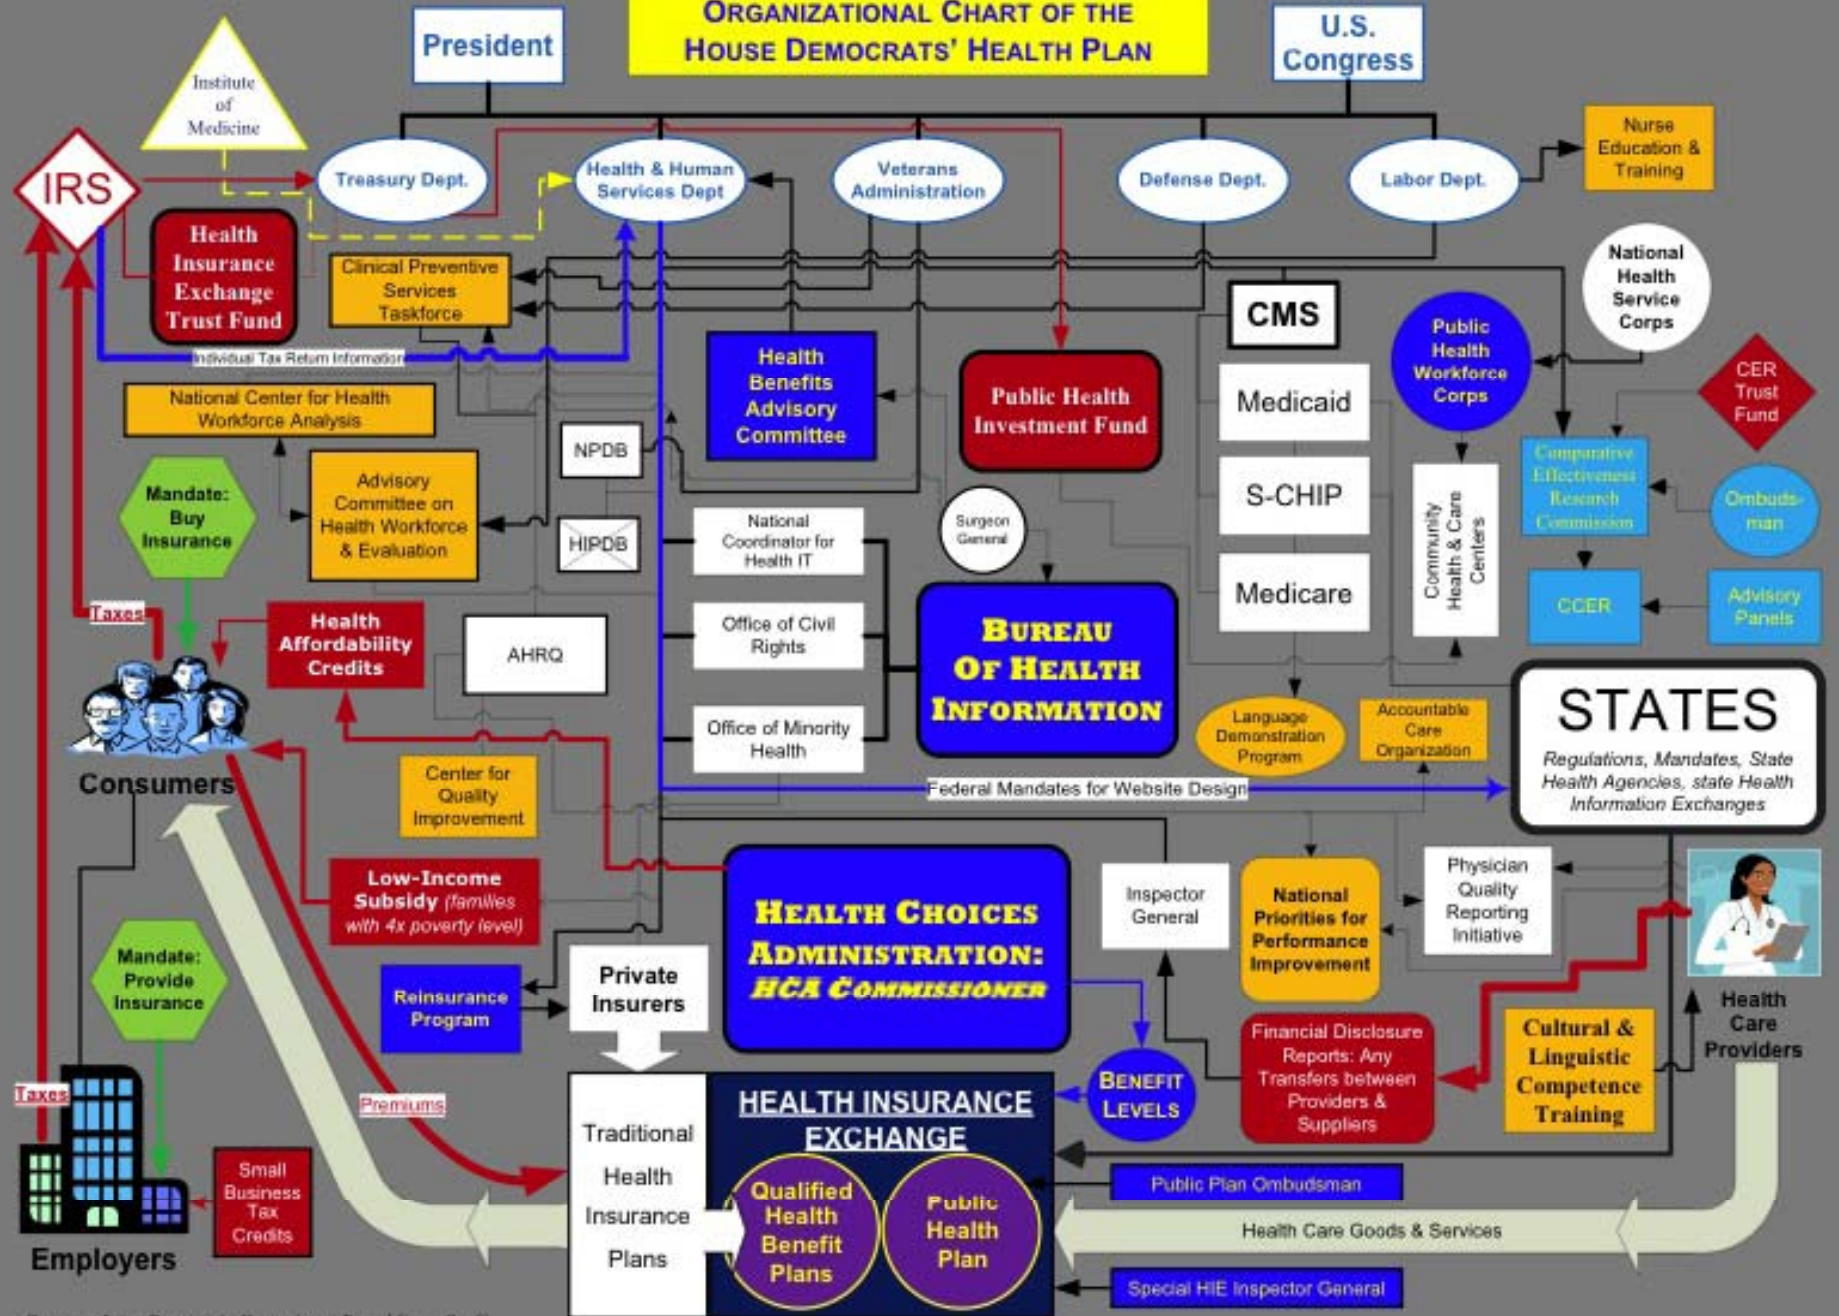 ORGANIZATIONAL CHART OF THE
HOUSE DEMOCRATS' HEALTH PLAN
President
U.S.
Congress
Institute
of
Medicine
IRS
Treasury Dept.
Health & Human
Services Dept
Veterans
Administration
Defense Dept.
Labor Dept.
Nurse
Education &
Training
Health
Insurance
Exchange
Trust Fund
Clinical Preventive
Services
Taskforce
Individual Tax Return Information
National Center for Health
Workforce Analysis
Health
Benefits
Advisory
Committee
Public Health
Investment Fund
CMS
Medicaid
S-CHIP
Medicare
Public
Health
Workforce
Corps
National
Health
Service
Corps
CER
Trust
Fund
Comparative
Effectiveness
Research
Commission
Ombuds-
man
CCER
Advisory
Panels
Community
Health & Care
Centers
Mandate:
Buy
Insurance
Advisory
Committee on
Health Workforce
& Evaluation
NPDB
HIPDB
National
Coordinator for
Health IT
Office of Civil
Rights
Office of Minority
Health
Surgeon
General
BUREAU
OF HEALTH
INFORMATION
Taxes
Health
Affordability
Credits
AHRQ
Consumers
Center for
Quality
Improvement
Language
Demonstration
Program
Accountable
Care
Organization
STATES
Regulations, Mandates, State
Health Agencies, state Health
Information Exchanges
Federal Mandates for Website Design
Low-Income
Subsidy (families
with 4x poverty level)
Mandate:
Provide
Insurance
Reinsurance
Program
Private
Insurers
HEALTH CHOICES
ADMINISTRATION:
HCA COMMISSIONER
Inspector
General
National
Priorities for
Performance
Improvement
Physician
Quality
Reporting
Initiative
Health
Care
Providers
Financial Disclosure
Reports: Any
Transfers between
Providers &
Suppliers
Cultural &
Linguistic
Competence
Training
BENEFIT
LEVELS
Taxes
Premiums
Small
Business
Tax
Credits
Employers
Traditional
Health
Insurance
Plans
HEALTH INSURANCE
EXCHANGE
Qualified
Health
Benefit
Plans
Public
Health
Plan
Public Plan Ombudsman
Health Care Goods & Services
Special HIE Inspector General